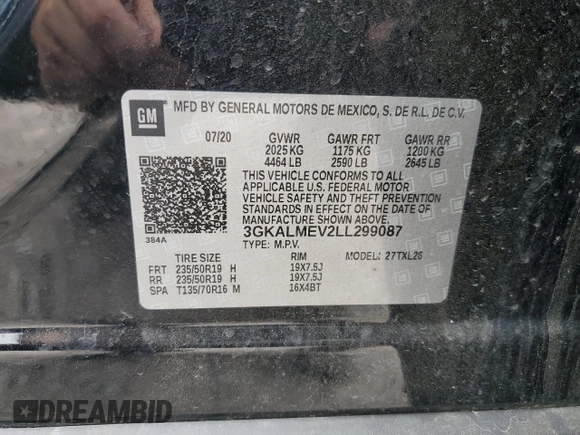 GM
MFD BY GENERAL MOTORS DE MEXICO, S. DE R.L. DE C.V.
07/20 GVWR GAWR FRT GAWR RR
2025 KG 1175 KG 1200 KG
4464 LB 2590 LB 2645 LB
THIS VEHICLE CONFORMS TO ALL
APPLICABLE U.S. FEDERAL MOTOR
VEHICLE SAFETY AND THEFT PREVENTION
STANDARDS IN EFFECT ON THE DATE OF
MANUFACTURE SHOWN ABOVE.
384A 3GKALMEV2LL299087
TYPE: M.P.V. MODEL: 27TXL26
TIRE SIZE RIM
FRT 235/50R19 H 19X7.5J
RR 235/50R19 H 19X7.5J
SPA T135/70R16 M 16X4BT
DREAMBID